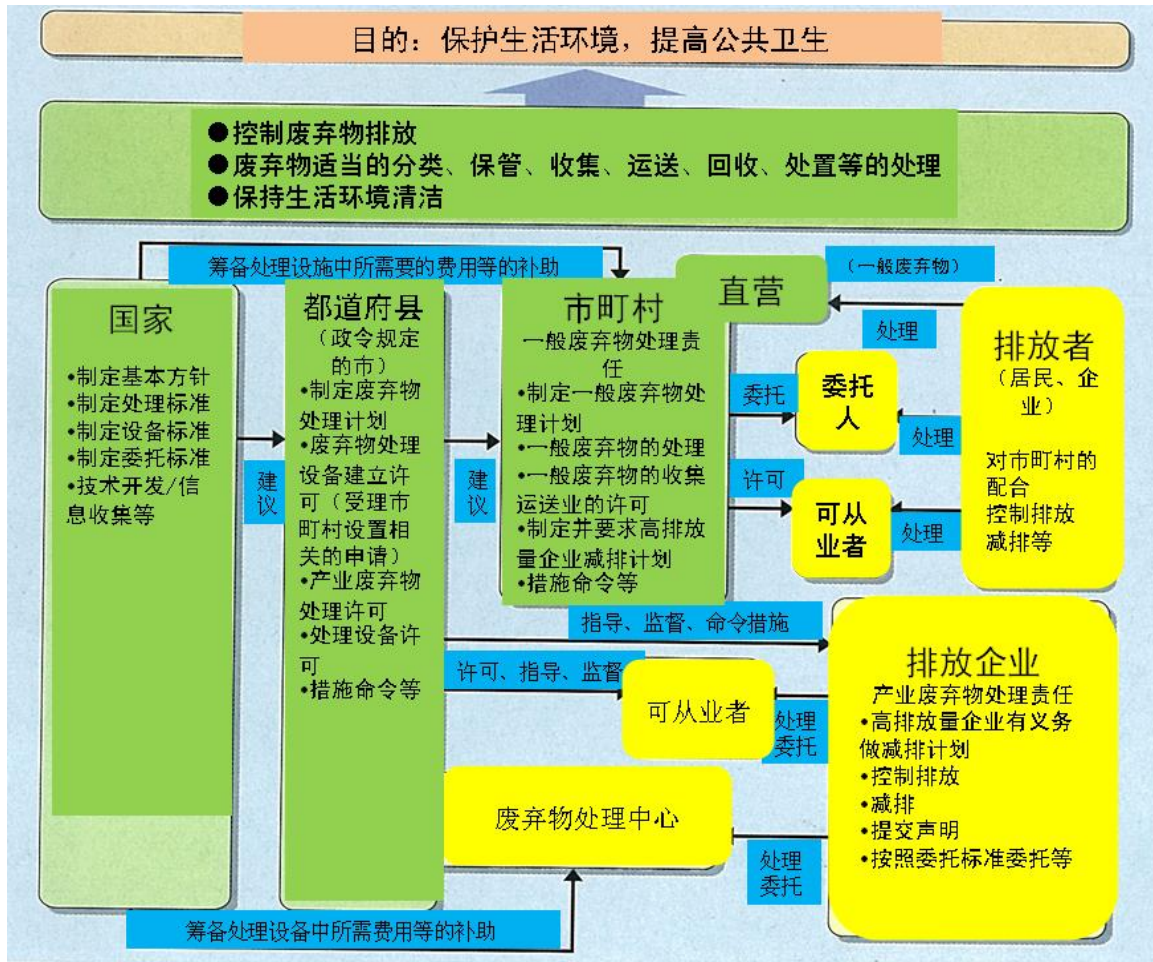 目的：保护生活环境，提高公共卫生
●控制废弃物排放
●废弃物适当的分类、保管、收集、运送、回收、处置等的处理
●保持生活环境清洁
筹备处理设施中所需要的费用等的补助
国家
•制定基本方针
•制定处理标准
•制定设备标准
•制定委托标准
•技术开发/信
息收集等
建
议
都道府县
（政令规定
的市）
•制定废弃物
处理计划
•废弃物处理
设备建立许
可（受理市
町村设置相
关的申请）
•产业废弃物
处理许可
•处理设备许
可
•措施命令等
建
议
市町村
一般废弃物处理责
任
•制定一般废弃物处
理计划
•一般废弃物的处理
•一般废弃物的收集
运送业的许可
•制定并要求高排放
量企业减排计划
•措施命令等
直营
（一般废弃物）
处理
委托
委托
人
处理
许可
可从
业者
处理
排放者
（居民、企
业）
对市町村的
配合
控制排放
减排等
指导、监督、命令措施
许可、指导、监督
可从业者
处理
委托
废弃物处理中心
处理
委托
排放企业
产业废弃物处理责任
•高排放量企业有义务
做减排计划
•控制排放
•减排
•提交声明
•按照委托标准委托等
筹备处理设备中所需费用等的补助